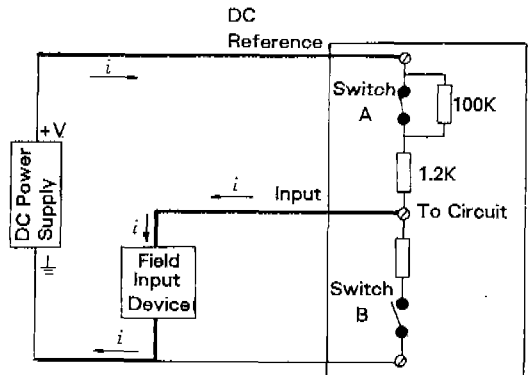 DC
Reference
i
Switch
A
100K
+V
DC Power
Supply
1.2K
i
Input
To Circuit
i
Field
Input
Device
Switch
B
i